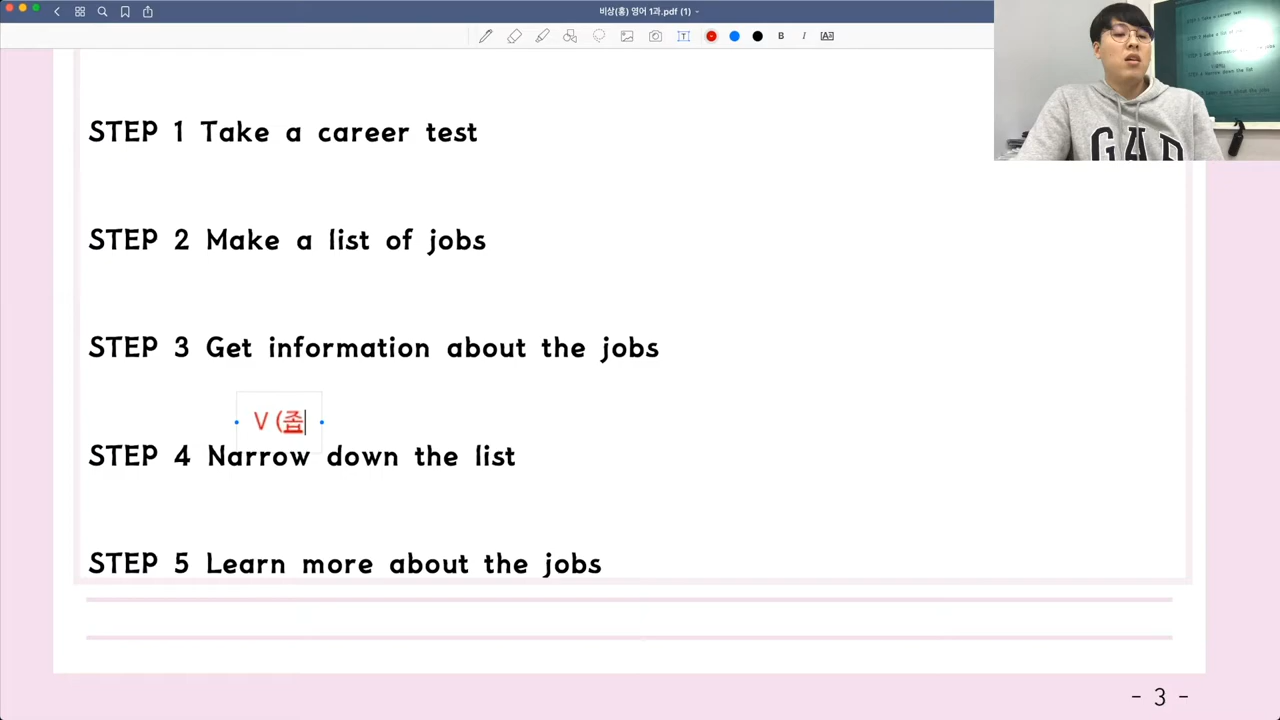 비상(홍) 영어 1과.pdf (1)
T
B
I
STEP 1 Take a career test
STEP 2 Make a list of jobs
STEP 3 Get information about the jobs
V (좁
STEP 4 Narrow down the list
STEP 5 Learn more about the jobs
GAP
- 3 -